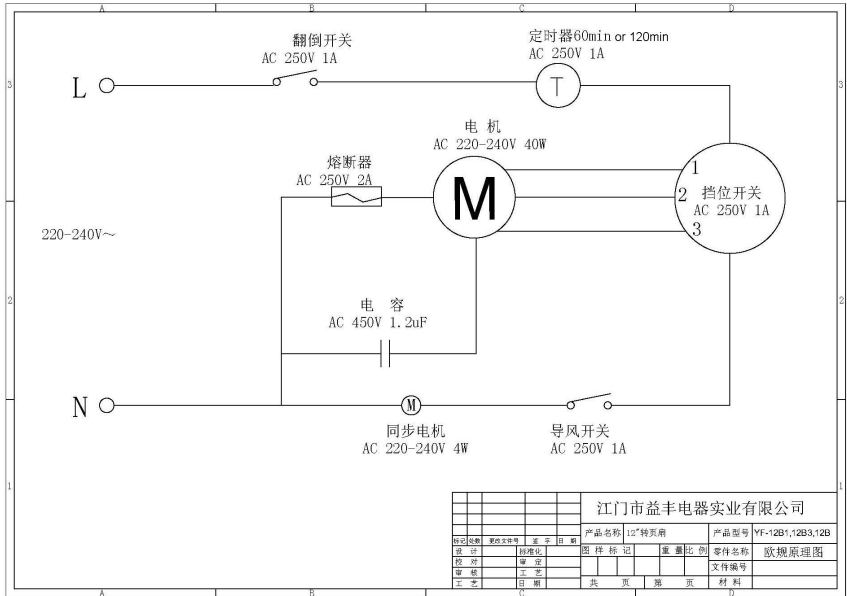 A B C D
翻倒开关
AC 250V 1A
定时器60min or 120min
AC 250V 1A
L
T
3
3
电 机
AC 220-240V 40W
熔断器
AC 250V 2A
M
1
2
3
挡位开关
AC 250V 1A
220-240V~
2
2
电 容
AC 450V 1.2uF
N
M
同步电机
AC 220-240V 4W
导风开关
AC 250V 1A
1
1
江门市益丰电器实业有限公司
产品名称 12"转页扇 产品型号 YF-12B1,12B3,12B
标记 处数 更改文件号 签 字 日 期
设 计 标准化 图 样 标 记 重 量 比 例 零件名称 欧规原理图
校 对 审 定 文件编号
审 核 工 艺
工 艺 日 期 共 页 第 页 材 料
A B C D